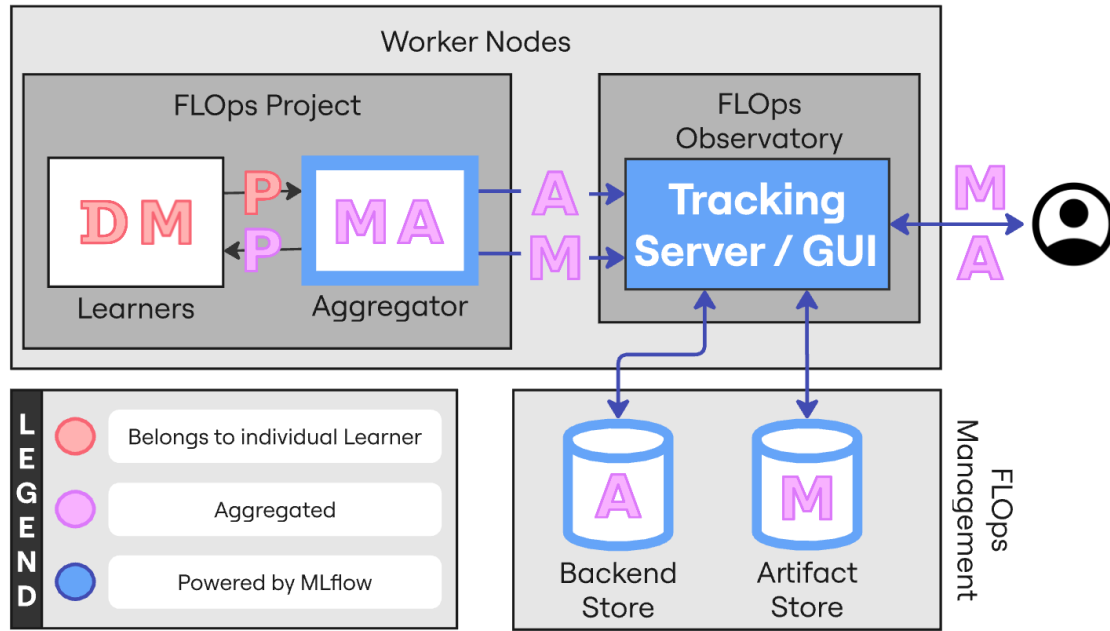 Worker Nodes
FLOps Project
D M
Learners
P
P
M A
Aggregator
A
M
FLOps
Observatory
Tracking
Server / GUI
M
A
LEGEND
Belongs to individual Learner
Aggregated
Powered by MLflow
A
Backend
Store
M
Artifact
Store
FLOps
Management